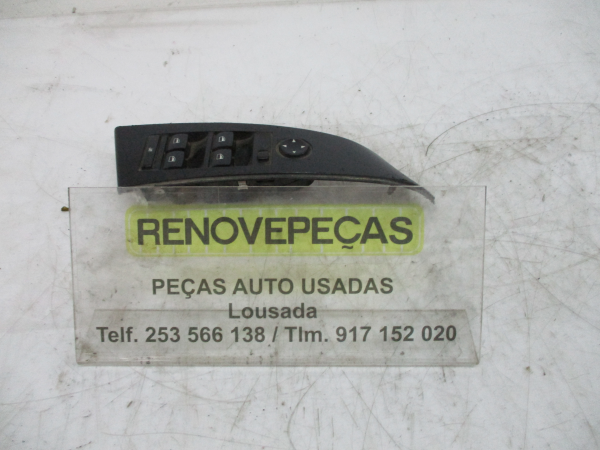 RENOVEPEÇAS
PEÇAS AUTO USADAS
Lousada
Telf. 253 566 138 / Tlm. 917 152 020